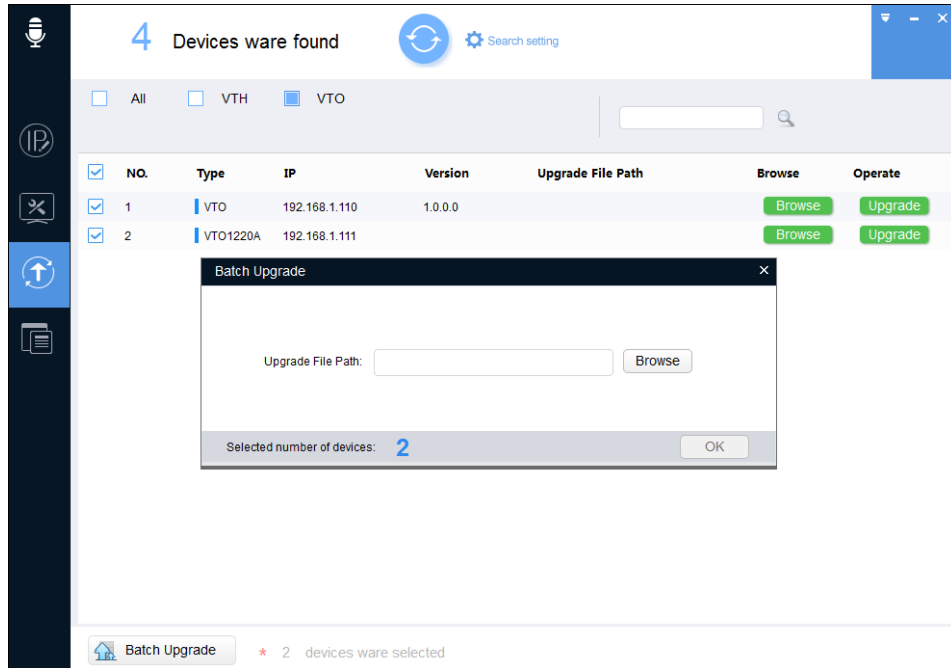 4 Devices ware found Search setting
All VTH VTO
NO. Type IP Version Upgrade File Path Browse Operate
1 VTO 192.168.1.110 1.0.0.0 Browse Upgrade
2 VTO1220A 192.168.1.111 Browse Upgrade
Batch Upgrade
Upgrade File Path: Browse
Selected number of devices: 2 OK
Batch Upgrade * 2 devices ware selected